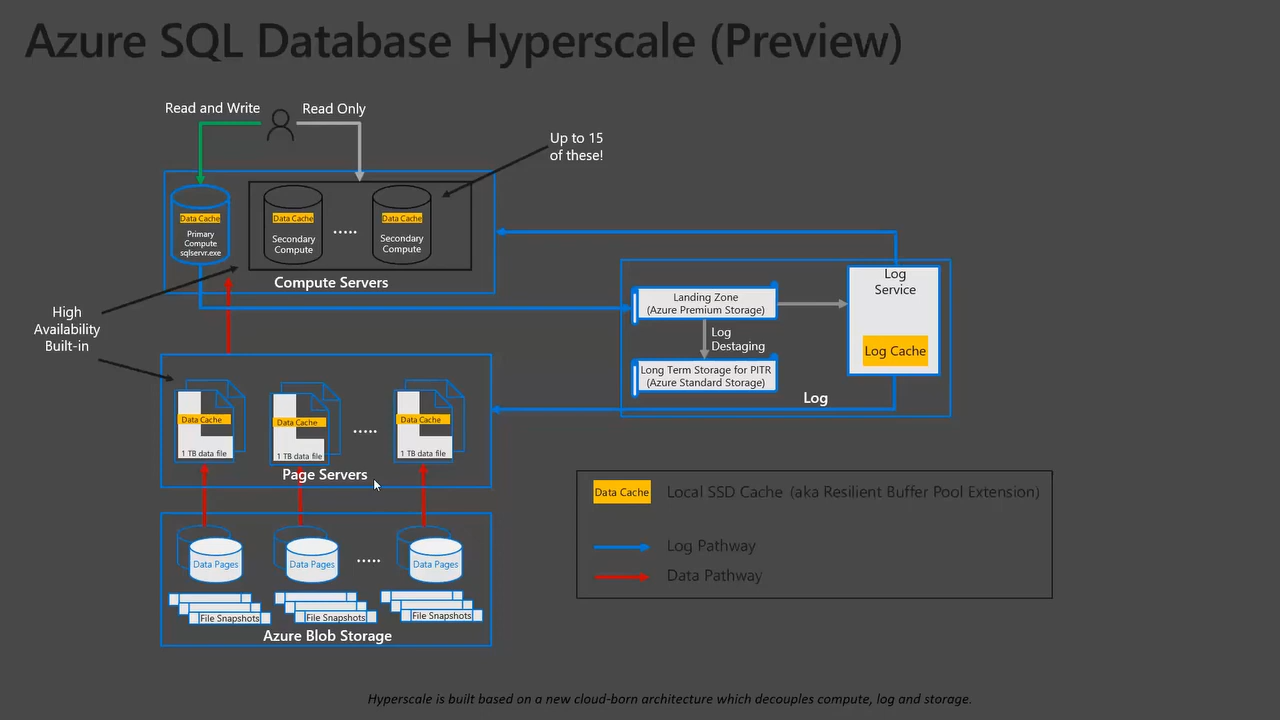 Azure SQL Database Hyperscale (Preview)
Read and Write
Read Only
Up to 15
of these!
Data Cache
Primary
Compute
sqlservr.exe
Data Cache
Secondary
Compute
.....
Data Cache
Secondary
Compute
Compute Servers
High
Availability
Built-in
Landing Zone
(Azure Premium Storage)
Log
Destaging
Long Term Storage for PITR
(Azure Standard Storage)
Log
Service
Log Cache
Log
Data Cache
1 TB data file
Data Cache
1 TB data file
.....
Data Cache
1 TB data file
Page Servers
Data Pages
Data Pages
.....
Data Pages
File Snapshots
File Snapshots
File Snapshots
Azure Blob Storage
Data Cache
Local SSD Cache (aka Resilient Buffer Pool Extension)
Log Pathway
Data Pathway
Hyperscale is built based on a new cloud-born architecture which decouples compute, log and storage.